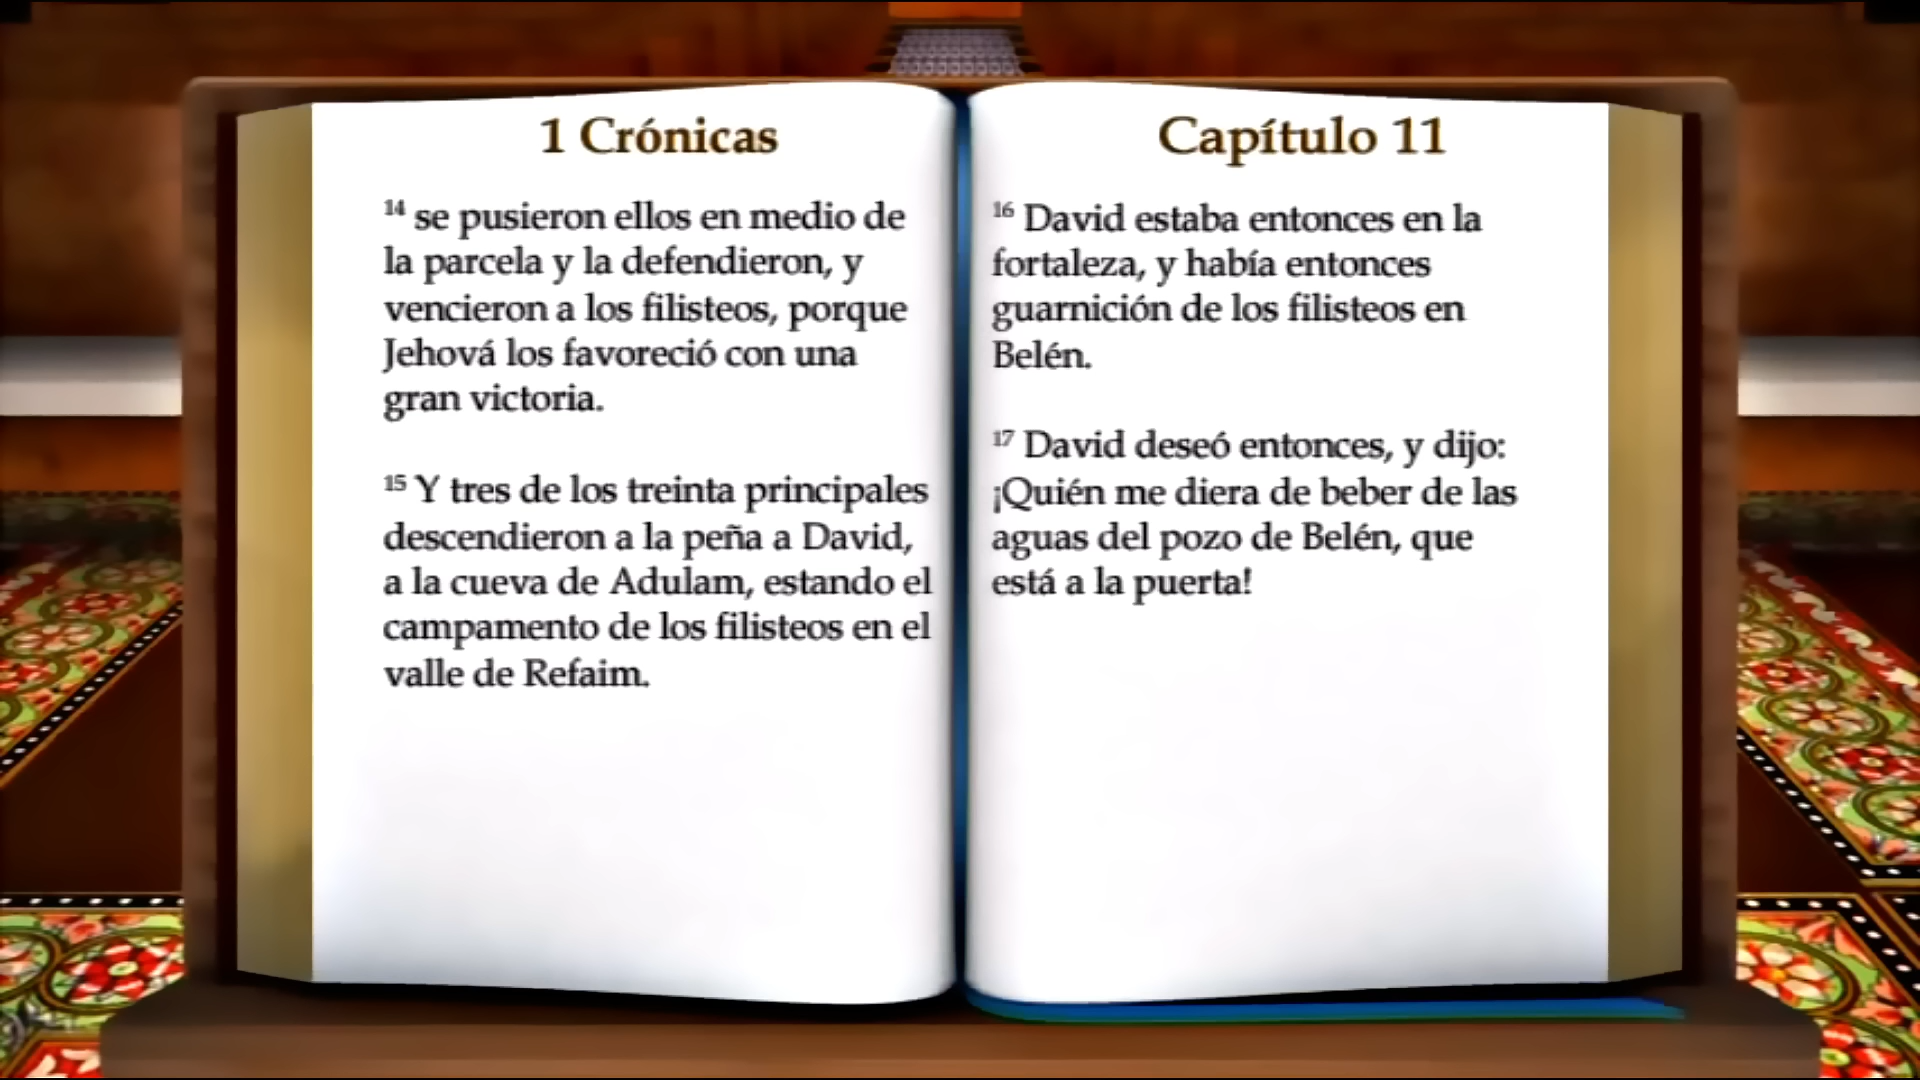 1 Crónicas
14 se pusieron ellos en medio de
la parcela y la defendieron, y
vencieron a los filisteos, porque
Jehová los favoreció con una
gran victoria.
15 Y tres de los treinta principales
descendieron a la peña a David,
a la cueva de Adulam, estando el
campamento de los filisteos en el
valle de Refaim.
Capítulo 11
16 David estaba entonces en la
fortaleza, y había entonces
guarnición de los filisteos en
Belén.
17 David deseó entonces, y dijo:
¡Quién me diera de beber de las
aguas del pozo de Belén, que
está a la puerta!